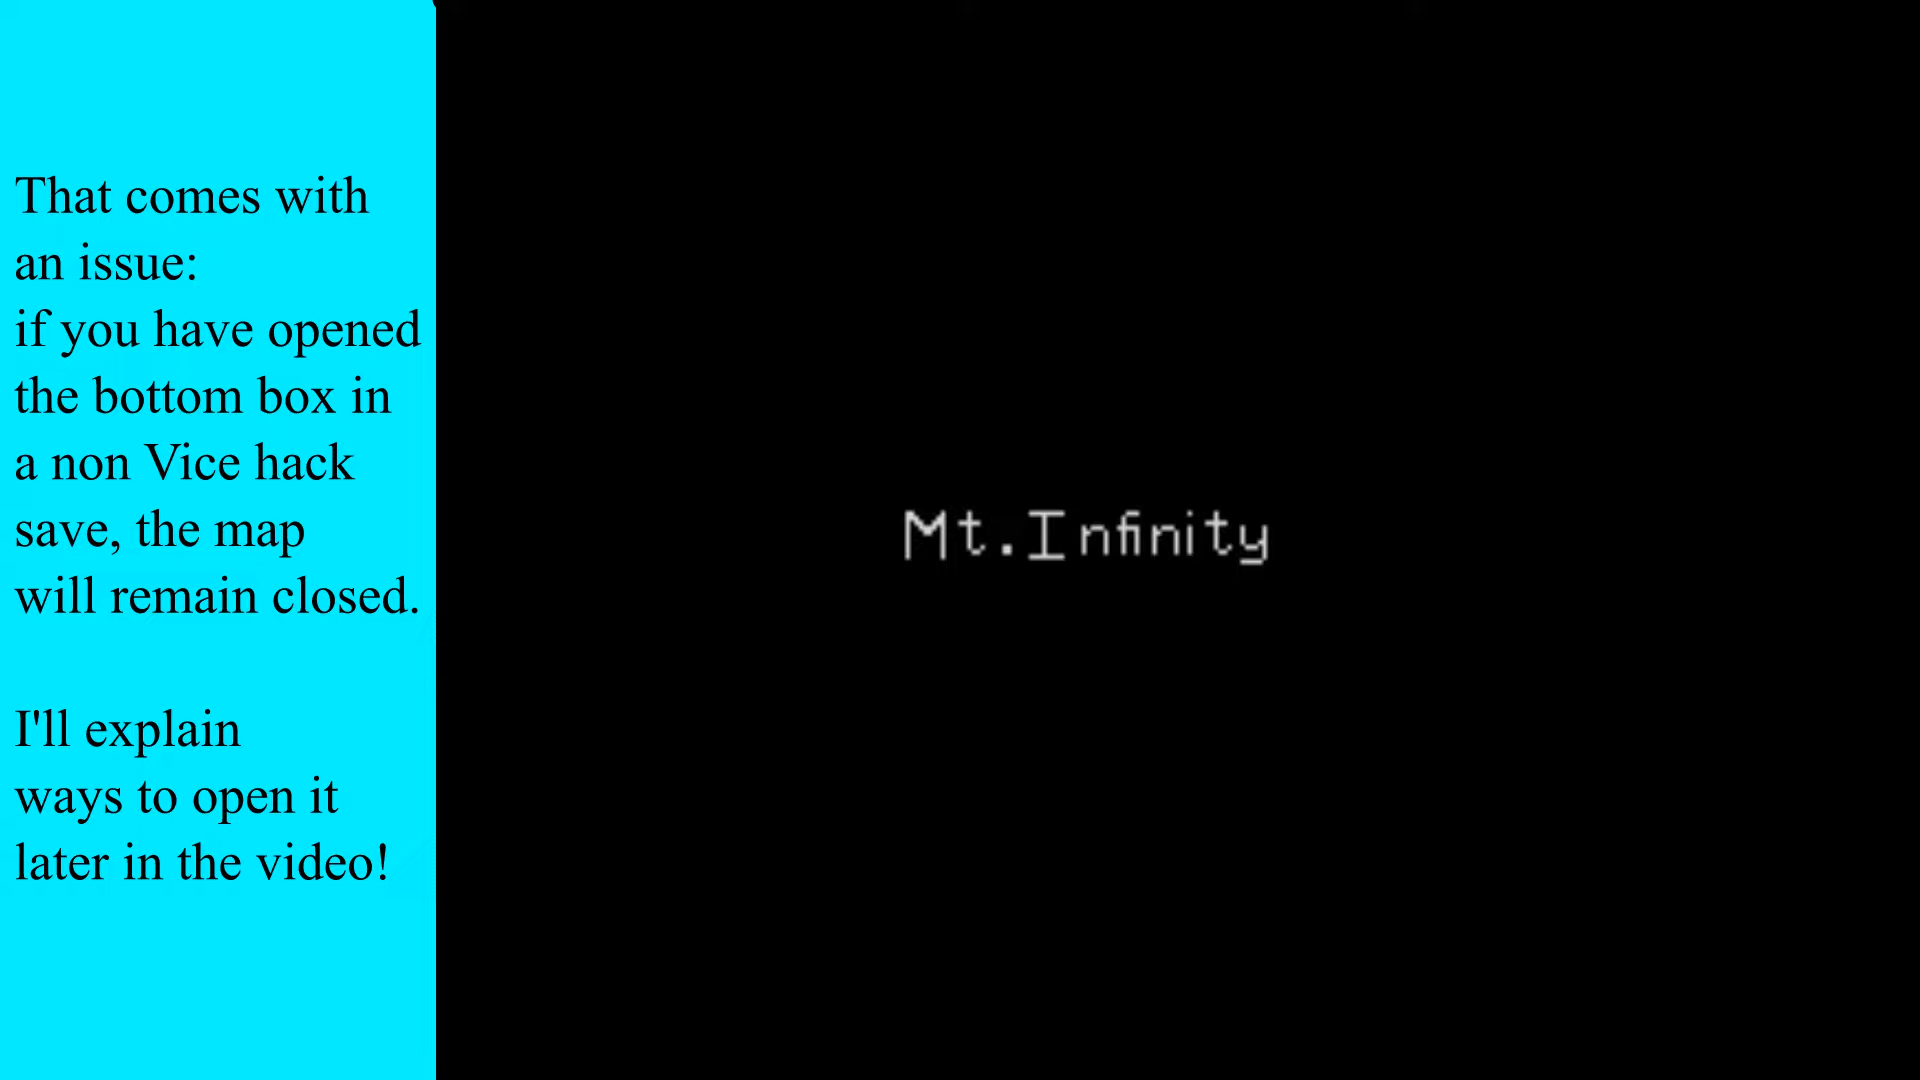 That comes with
an issue:
if you have opened
the bottom box in
a non Vice hack
save, the map
will remain closed.
I'll explain
ways to open it
later in the video!
Mt.Infinity